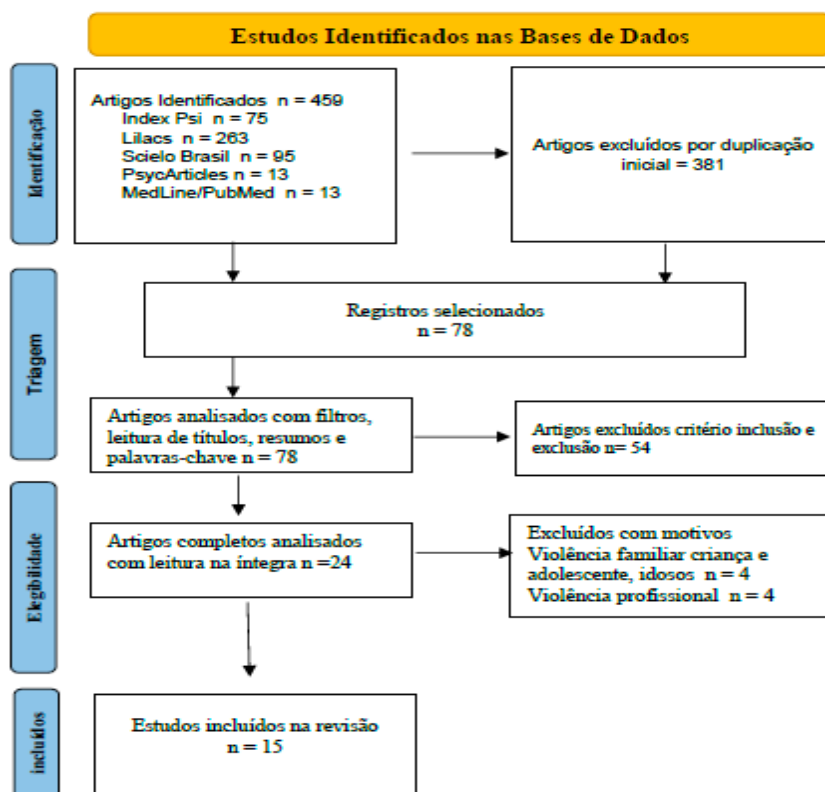 Estudos Identificados nas Bases de Dados
Identificação
Artigos Identificados n = 459
Index Psi n = 75
Lilacs n = 263
Scielo Brasil n = 95
PsycArticles n = 13
MedLine/PubMed n = 13
Artigos excluídos por duplicação
inicial = 381
Triagem
Registros selecionados
n = 78
Artigos analisados com filtros,
leitura de títulos, resumos e
palavras-chave n = 78
Artigos excluídos critério inclusão e
exclusão n= 54
Elegibilidade
Artigos completos analisados
com leitura na íntegra n =24
Excluídos com motivos
Violência familiar criança e
adolescente, idosos n = 4
Violência profissional n = 4
incluídos
Estudos incluídos na revisão
n = 15